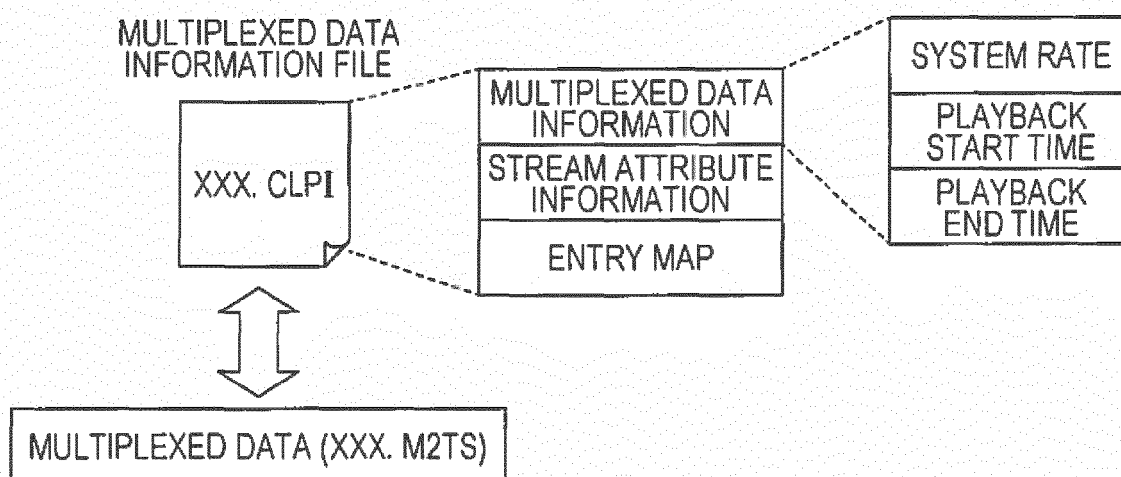 MULTIPLEXED DATA
INFORMATION FILE
XXX. CLPI
MULTIPLEXED DATA
INFORMATION
STREAM ATTRIBUTE
INFORMATION
ENTRY MAP
SYSTEM RATE
PLAYBACK
START TIME
PLAYBACK
END TIME
MULTIPLEXED DATA (XXX. M2TS)